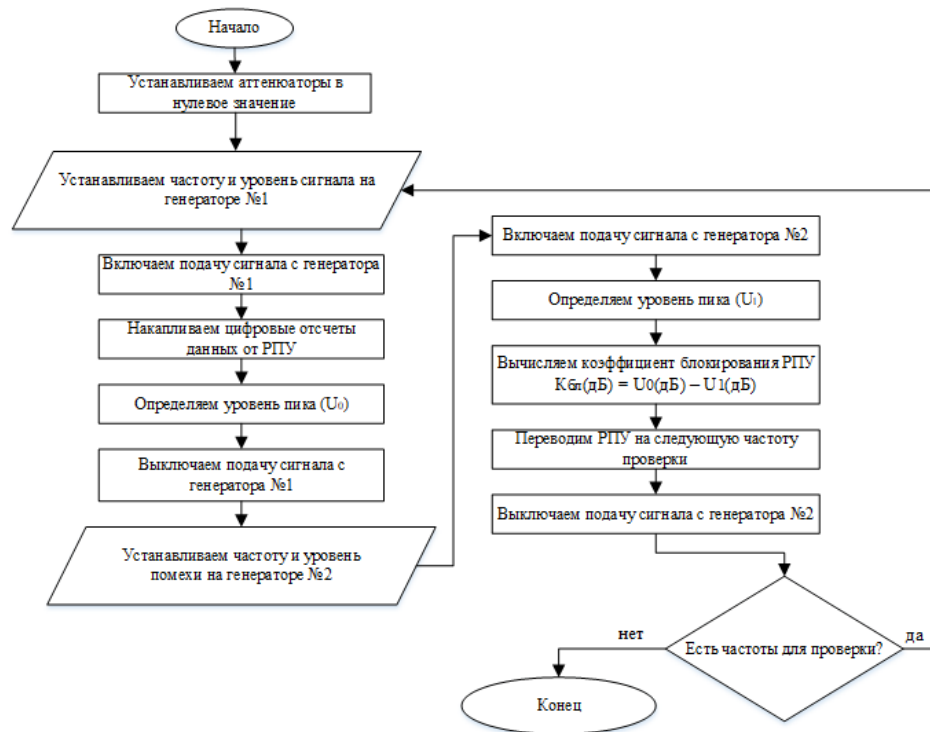 Начало
Устанавливаем аттенюаторы в
нулевое значение
Устанавливаем частоту и уровень сигнала на
генераторе №1
Включаем подачу сигнала с генератора
№1
Накапливаем цифровые отсчеты
данных от РПУ
Определяем уровень пика (U₀)
Выключаем подачу сигнала с
генератора №1
Устанавливаем частоту и уровень
помехи на генераторе №2
Включаем подачу сигнала с генератора №2
Определяем уровень пика (U₁)
Вычисляем коэффициент блокирования РПУ
Kбл(дБ) = U0(дБ) – U1(дБ)
Переводим РПУ на следующую частоту
проверки
Выключаем подачу сигнала с генератора №2
Есть частоты для проверки?
нет
да
Конец